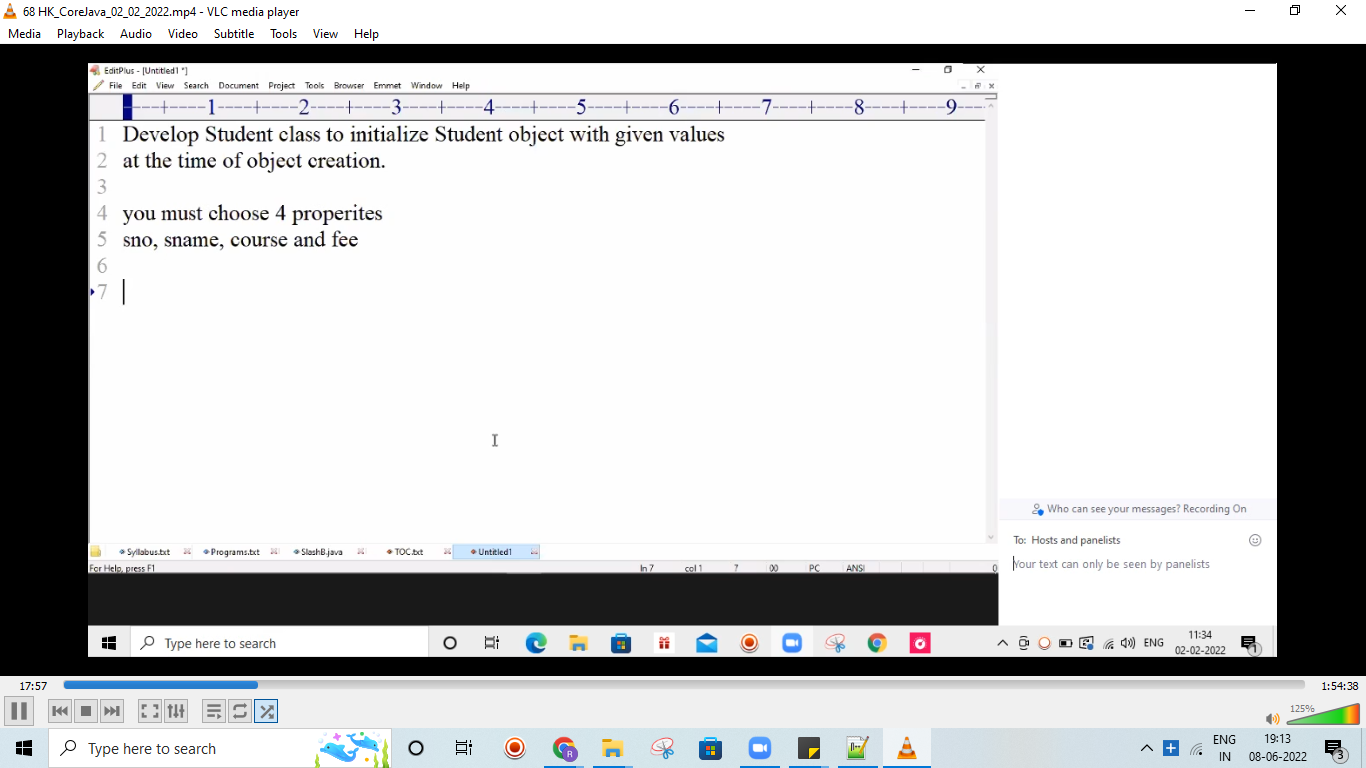 68 HK_CoreJava_02_02_2022.mp4 - VLC media player
Media Playback Audio Video Subtitle Tools View Help
EditPlus - [Untitled1 *]
File Edit View Search Document Project Tools Browser Emmet Window Help
----+----1----+----2----+----3----+----4----+----5----+----6----+----7----+----8----+----9--
1 Develop Student class to initialize Student object with given values
2 at the time of object creation.
3
4 you must choose 4 properites
5 sno, sname, course and fee
6
7
Who can see your messages? Recording On
To: Hosts and panelists
Your text can only be seen by panelists
Syllabus.txt Programs.txt SlashB.java TOC.txt Untitled1
For Help, press F1 ln 7 col 1 7 00 PC ANSI 0
Type here to search
ENG
11:34
02-02-2022
1
17:57 1:54:38
125%
Type here to search
R
ENG
IN
19:13
08-06-2022
3